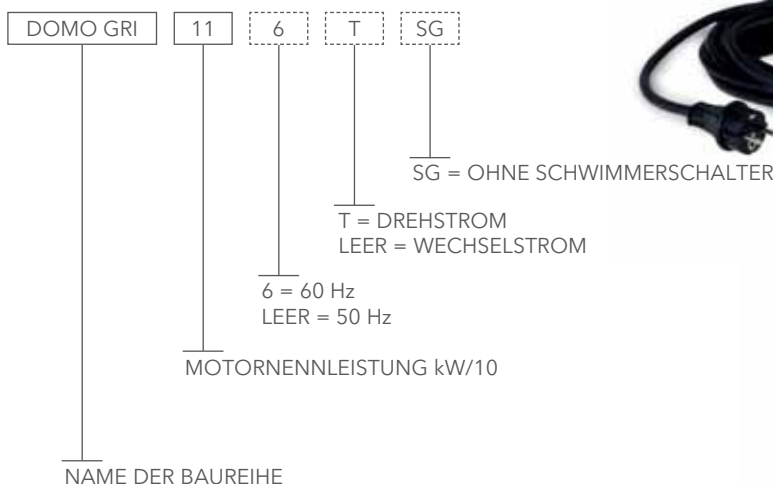 DOMO GRI 11 6 T SG
SG = OHNE SCHWIMMERSCHALTER
T = DREHSTROM
LEER = WECHSELSTROM
6 = 60 Hz
LEER = 50 Hz
MOTORNENNLEISTUNG kW/10
NAME DER BAUREIHE